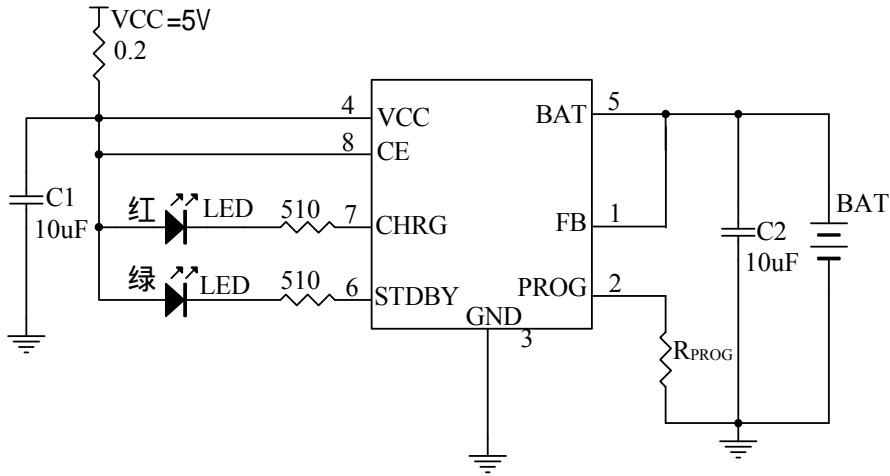 VCC=5V
0.2
4 VCC
BAT 5
8 CE
C1
10uF
红 LED 510 7 CHRG
FB 1
C2
10uF
BAT
绿 LED 510 6 STDBY
PROG 2
GND
3
RPROG